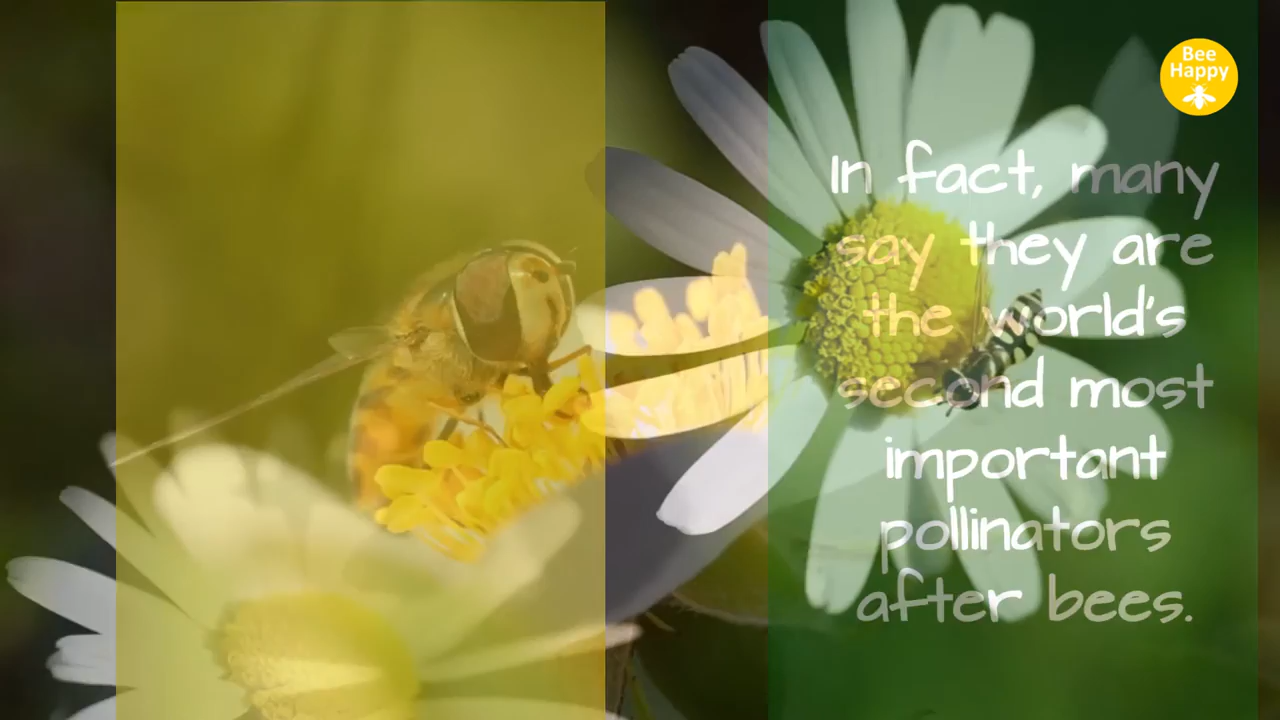 Bee
Happy
In fact, many
say they are
the world's
second most
important
pollinators
after bees.